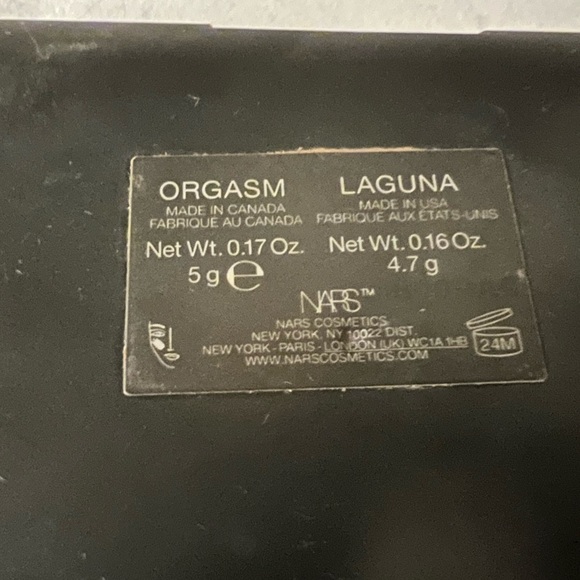 ORGASM
MADE IN CANADA
FABRIQUE AU CANADA
Net Wt. 0.17 Oz.
5 g e
LAGUNA
MADE IN USA
FABRIQUE AUX ÉTATS-UNIS
Net Wt. 0.16 Oz.
4.7 g
NARS™
NARS COSMETICS
NEW YORK, NY 10022 DIST.
NEW YORK - PARIS - LONDON (UK) WC1A 1HB
WWW.NARSCOSMETICS.COM
24M